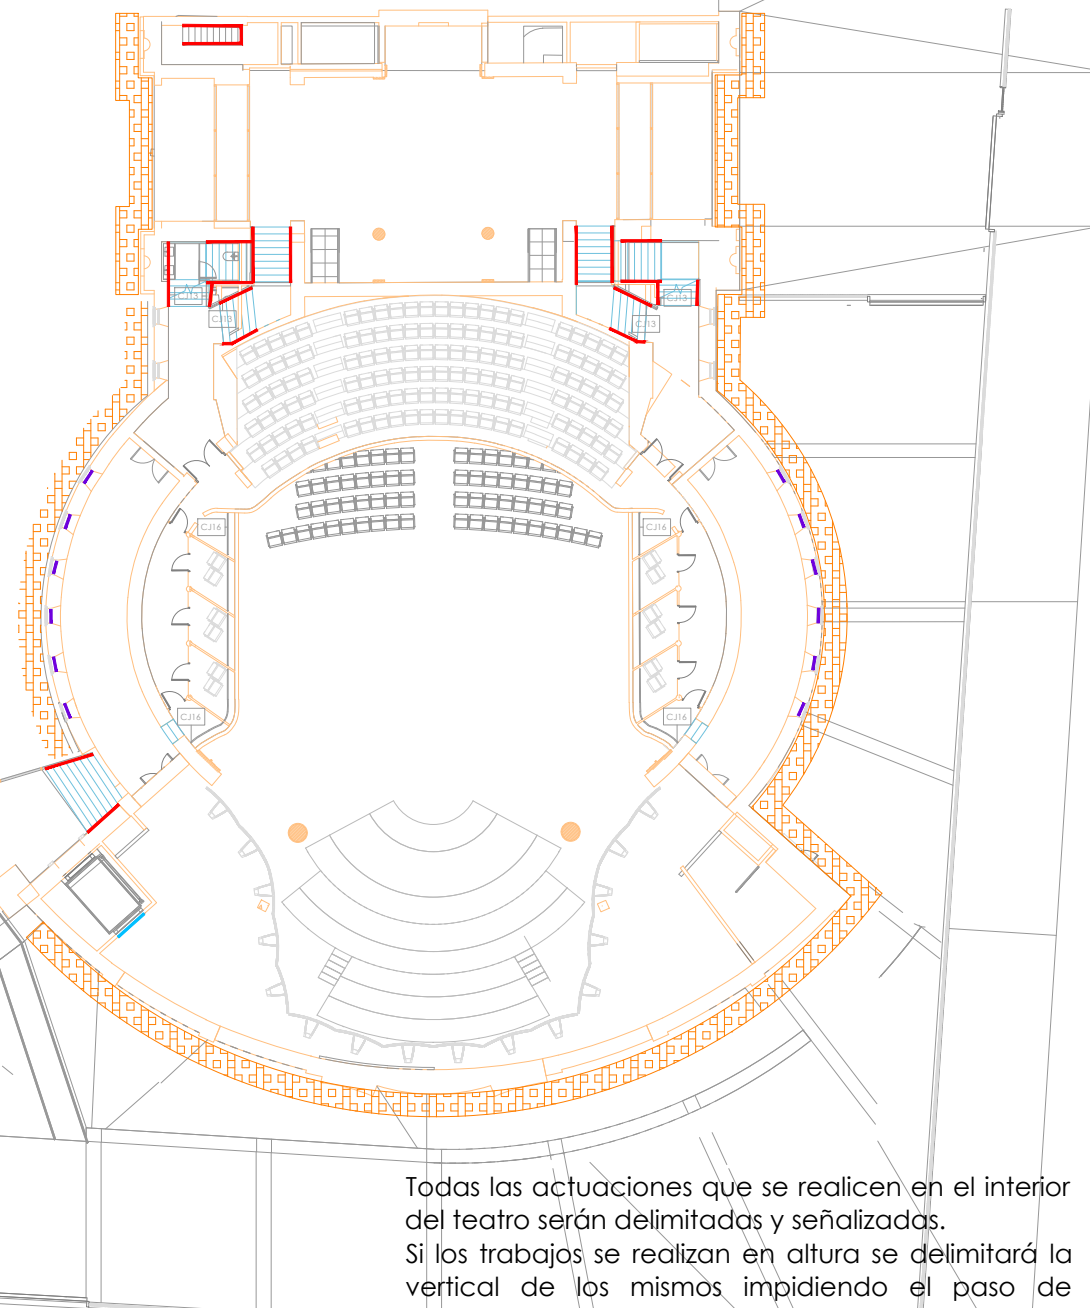 CJ13
CJ13
CJ13
CJ13
CJ16
CJ16
CJ16
CJ16
Todas las actuaciones que se realicen en el interior
del teatro serán delimitadas y señalizadas.
Si los trabajos se realizan en altura se delimitará la
vertical de los mismos impidiendo el paso de